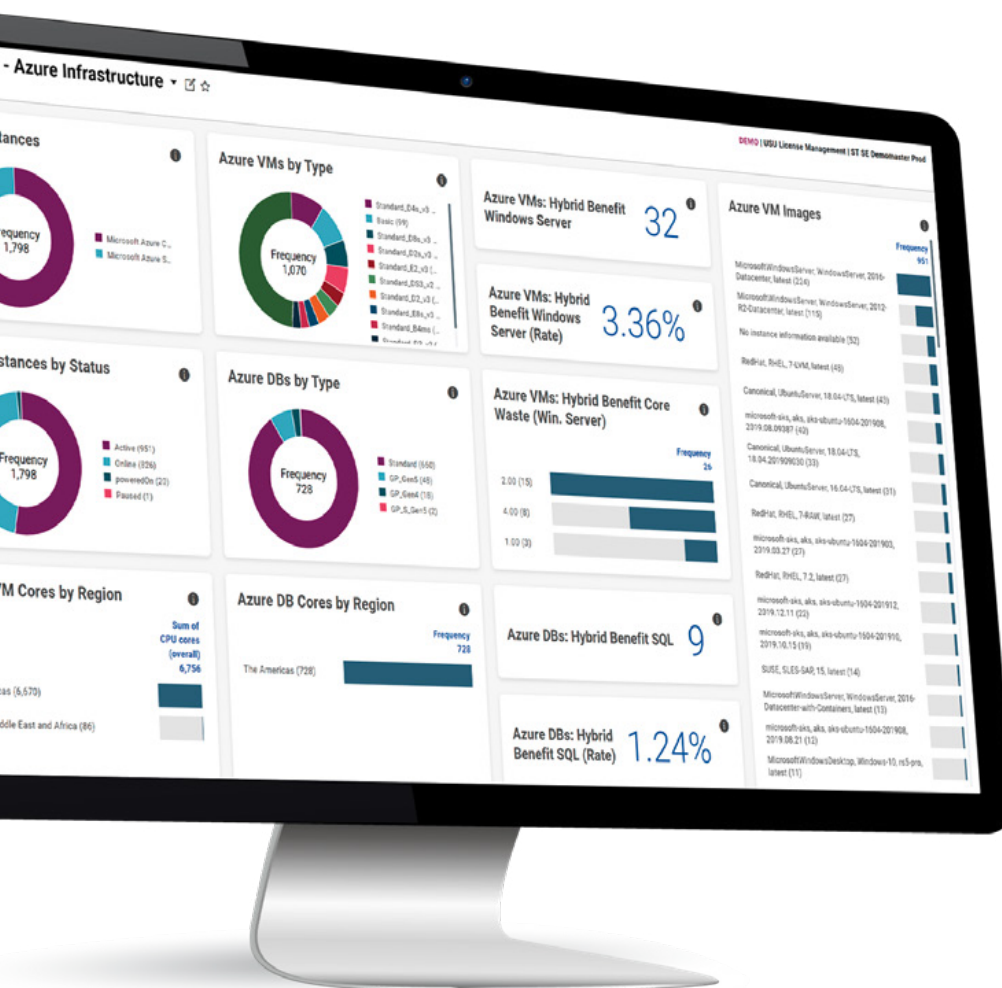 - Azure Infrastructure
DEMO | USU License Management | ST SE Demomaster Prod
tances
equency
1,798
Microsoft Azure C...
Microsoft Azure S...
Azure VMs by Type
Frequency
1,070
Standard_D4s_v3 ...
Basic (99)
Standard_D8s_v3 ...
Standard_D2s_v3 ...
Standard_E2_v3 (...
Standard_DS3_v2 ...
Standard_D2_v3 (...
Standard_E8s_v3 ...
Standard_B4ms (...
Azure VMs: Hybrid Benefit
Windows Server
32
Azure VMs: Hybrid
Benefit Windows
Server (Rate)
3.36%
Azure VM Images
Frequency
951
MicrosoftWindowsServer, WindowsServer, 2016-
Datacenter, latest (224)
MicrosoftWindowsServer, WindowsServer, 2012-
R2-Datacenter, latest (115)
No instance information available (52)
RedHat, RHEL, 7-LVM, latest (45)
Canonical, UbuntuServer, 18.04-LTS, latest (43)
microsoft-aks, aks, aks-ubuntu-1604-201908,
2019.08.09387 (40)
Canonical, UbuntuServer, 18.04-LTS,
18.04.201909030 (33)
Canonical, UbuntuServer, 16.04-LTS, latest (31)
RedHat, RHEL, 7-RAW, latest (27)
microsoft-aks, aks, aks-ubuntu-1604-201903,
2019.03.27 (27)
RedHat, RHEL, 7.2, latest (27)
microsoft-aks, aks, aks-ubuntu-1604-201912,
2019.12.11 (22)
microsoft-aks, aks, aks-ubuntu-1604-201910,
2019.10.15 (19)
SUSE, SLES-SAP, 15, latest (14)
MicrosoftWindowsServer, WindowsServer, 2016-
Datacenter-with-Containers, latest (13)
microsoft-aks, aks, aks-ubuntu-1604-201908,
2019.08.21 (12)
MicrosoftWindowsDesktop, Windows-10, rs5-pro,
latest (11)
stances by Status
Frequency
1,798
Active (951)
Online (826)
poweredOn (20)
Paused (1)
Azure DBs by Type
Frequency
728
Standard (660)
GP_Gen5 (48)
GP_Gen4 (18)
GP_S_Gen5 (2)
Azure VMs: Hybrid Benefit Core
Waste (Win. Server)
Frequency
26
2.00 (15)
4.00 (8)
1.00 (3)
VM Cores by Region
Sum of
CPU cores
(overall)
6,756
cas (6,670)
ddle East and Africa (86)
Azure DB Cores by Region
Frequency
728
The Americas (728)
Azure DBs: Hybrid Benefit SQL
9
Azure DBs: Hybrid
Benefit SQL (Rate)
1.24%